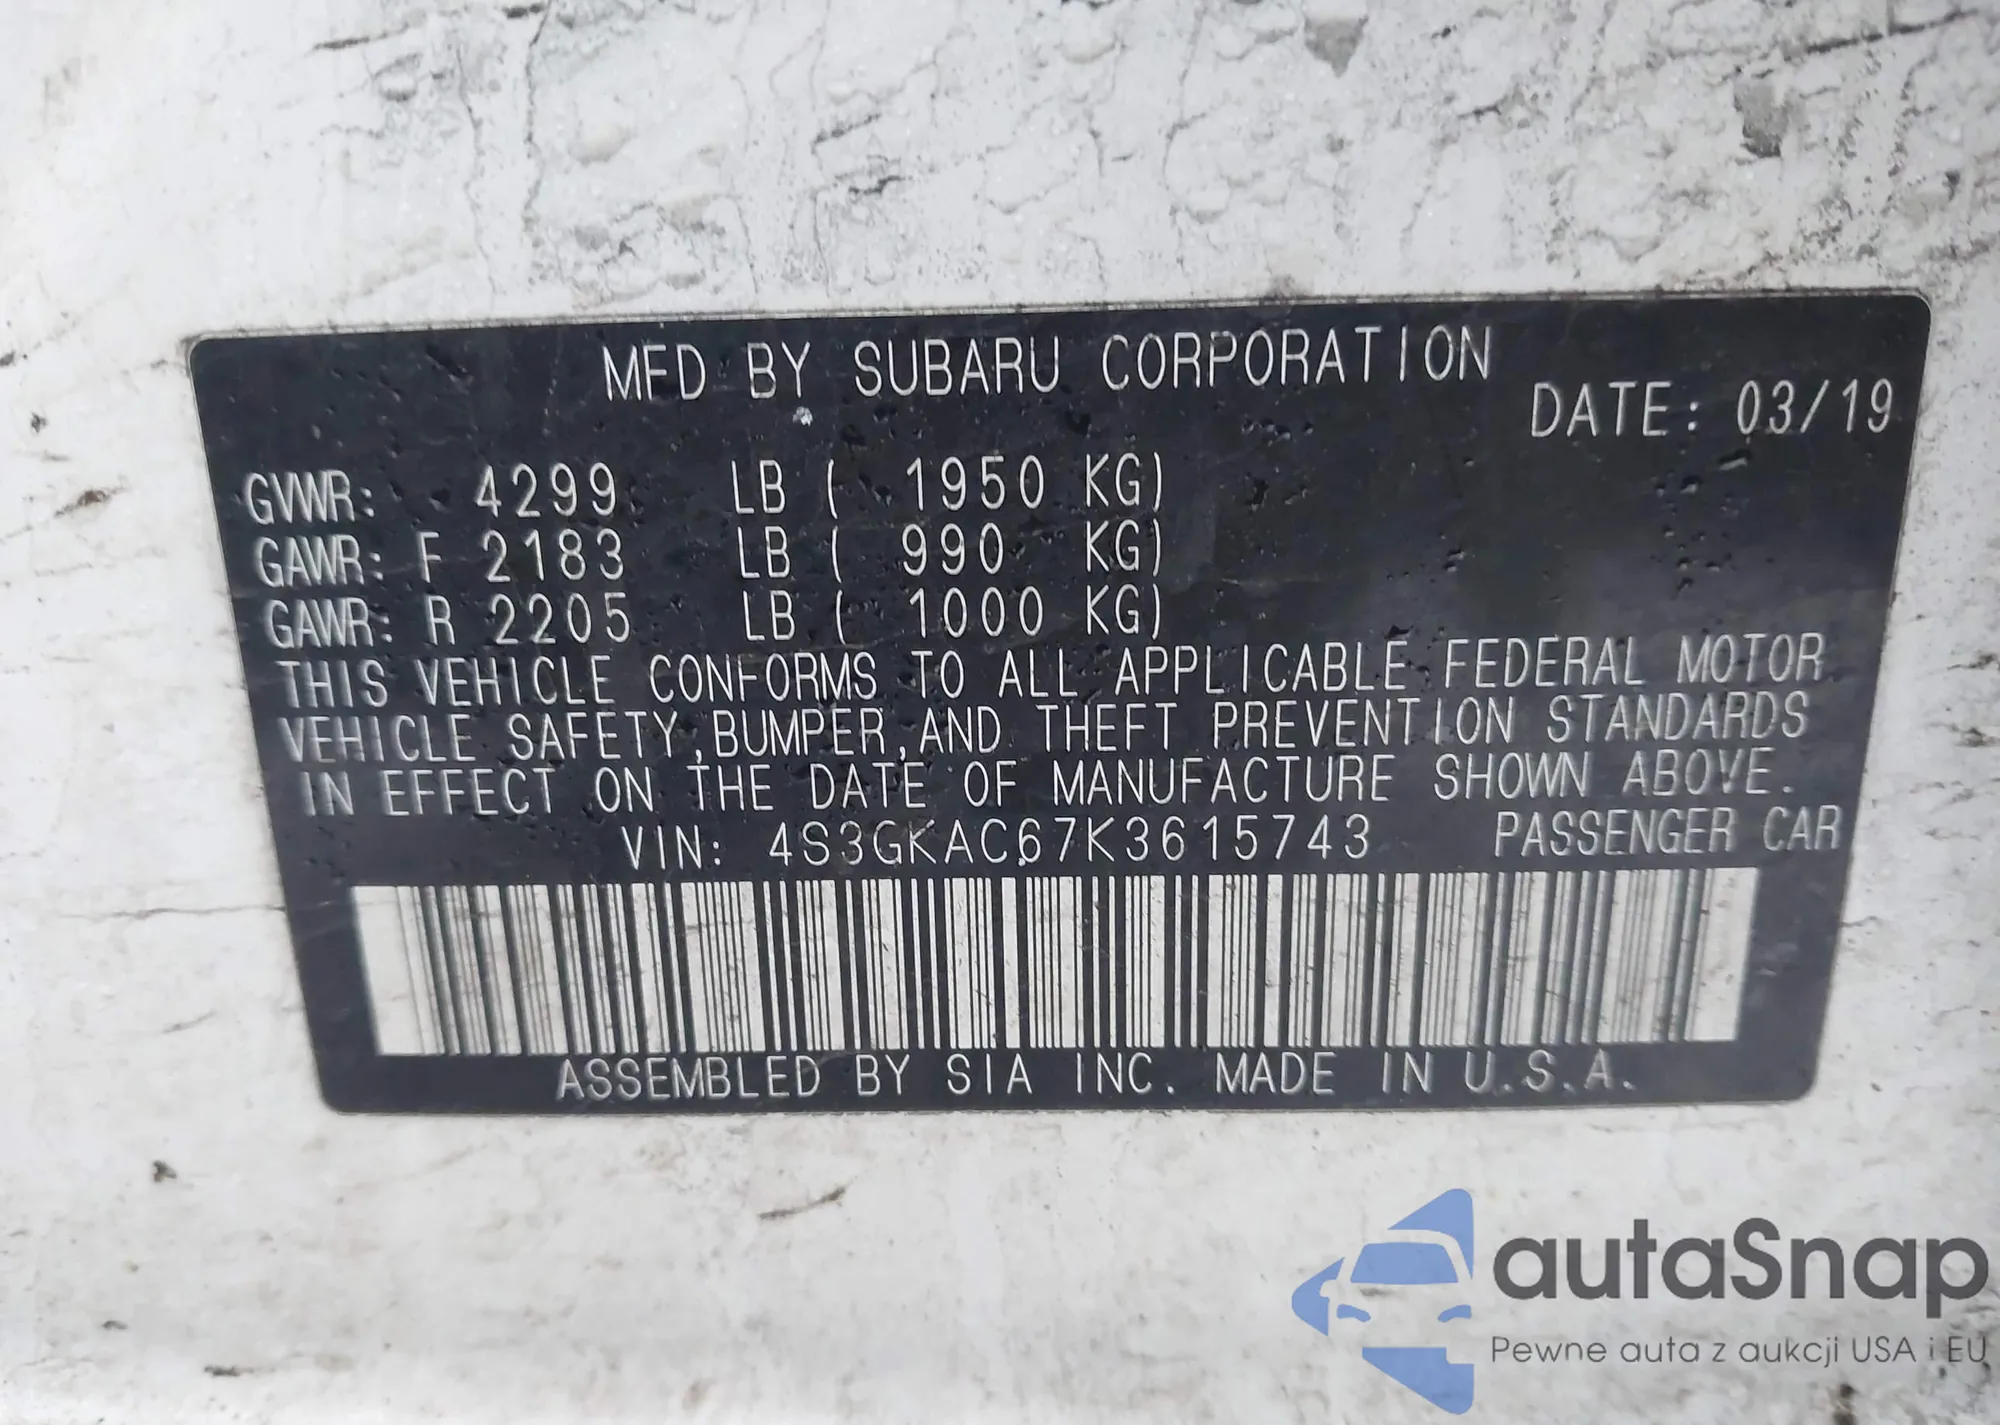 MFD BY SUBARU CORPORATION
DATE: 03/19
GVWR: 4299 LB ( 1950 KG)
GAWR: F 2183 LB ( 990 KG)
GAWR: R 2205 LB ( 1000 KG)
THIS VEHICLE CONFORMS TO ALL APPLICABLE FEDERAL MOTOR
VEHICLE SAFETY,BUMPER,AND THEFT PREVENTION STANDARDS
IN EFFECT ON THE DATE OF MANUFACTURE SHOWN ABOVE.
VIN: 4S3GKAC67K3615743 PASSENGER CAR
ASSEMBLED BY SIA INC. MADE IN U.S.A.
autaSnap
Pewne auta z aukcji USA i EU